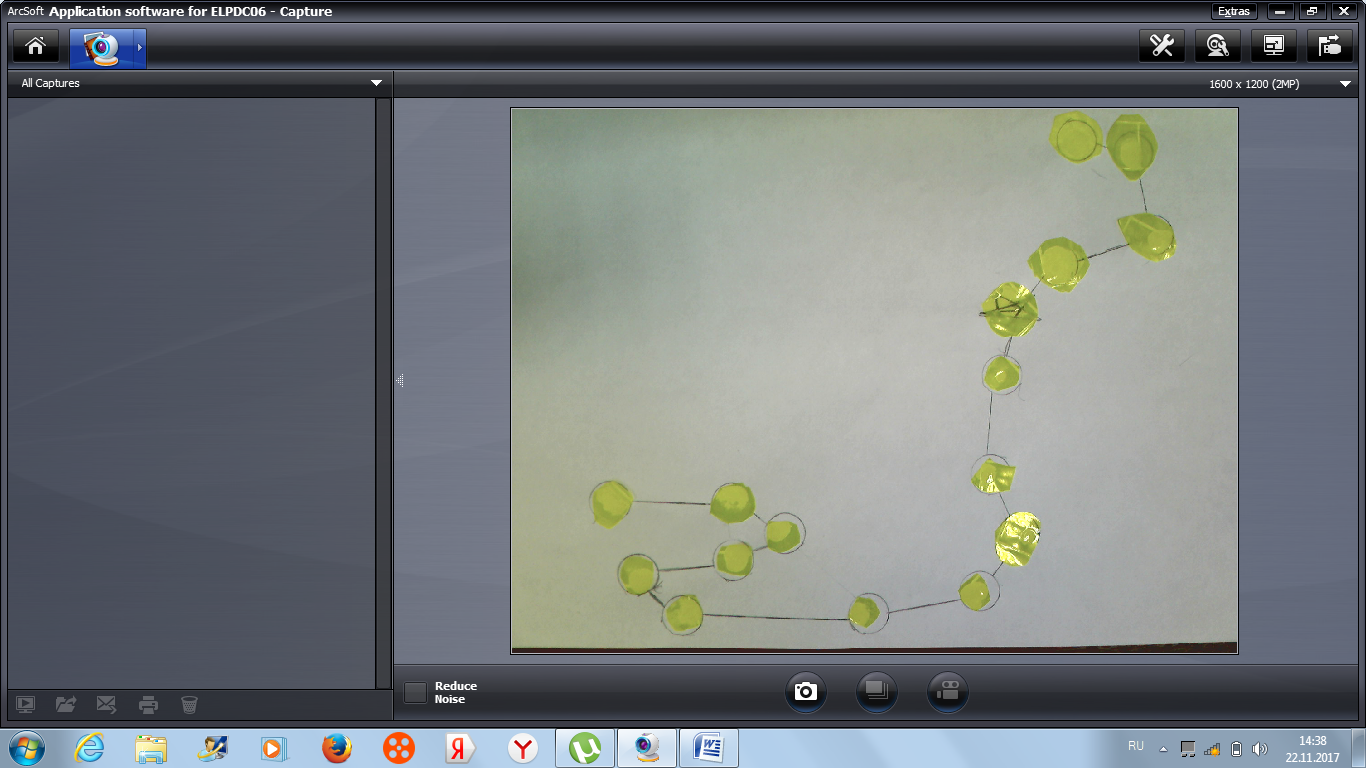 ArcSoft Application software for ELPDC06 - Capture
Extras
All Captures
1600 x 1200 (2MP)
Reduce
Noise
RU
14:38
22.11.2017